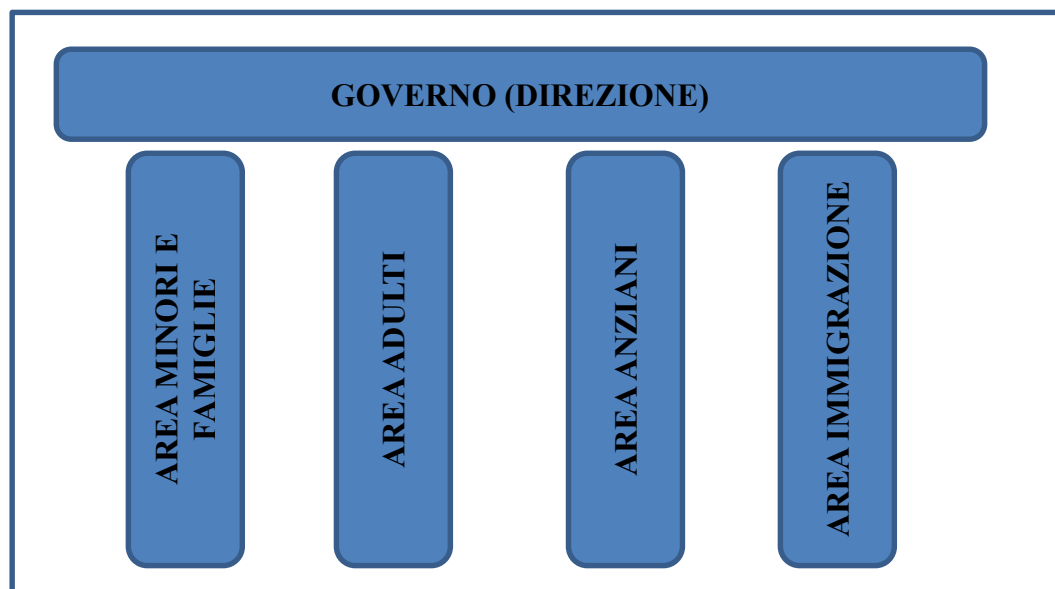 GOVERNO (DIREZIONE)
AREA MINORI E
FAMIGLIE
AREA ADULTI
AREA ANZIANI
AREA IMMIGRAZIONE